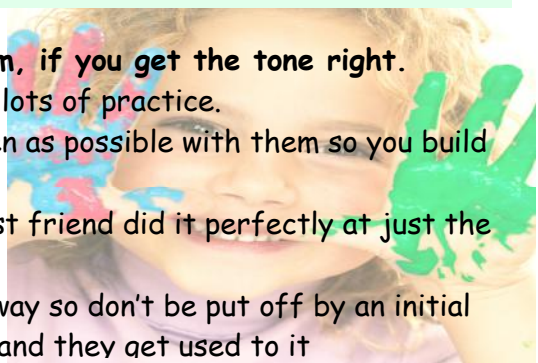 n, if you get the tone right.
lots of practice.
n as possible with them so you build
st friend did it perfectly at just the
way so don't be put off by an initial
and they get used to it